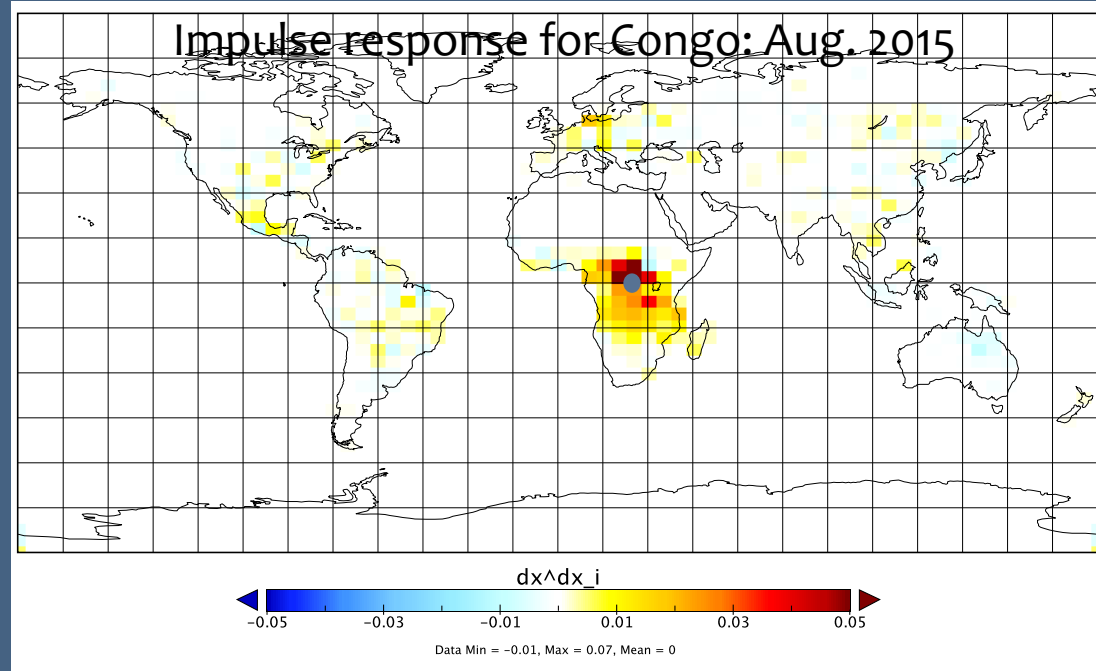 Impulse response for Congo: Aug. 2015
dx^dx_i
-0.05 -0.03 -0.01 0.01 0.03 0.05
Data Min = -0.01, Max = 0.07, Mean = 0